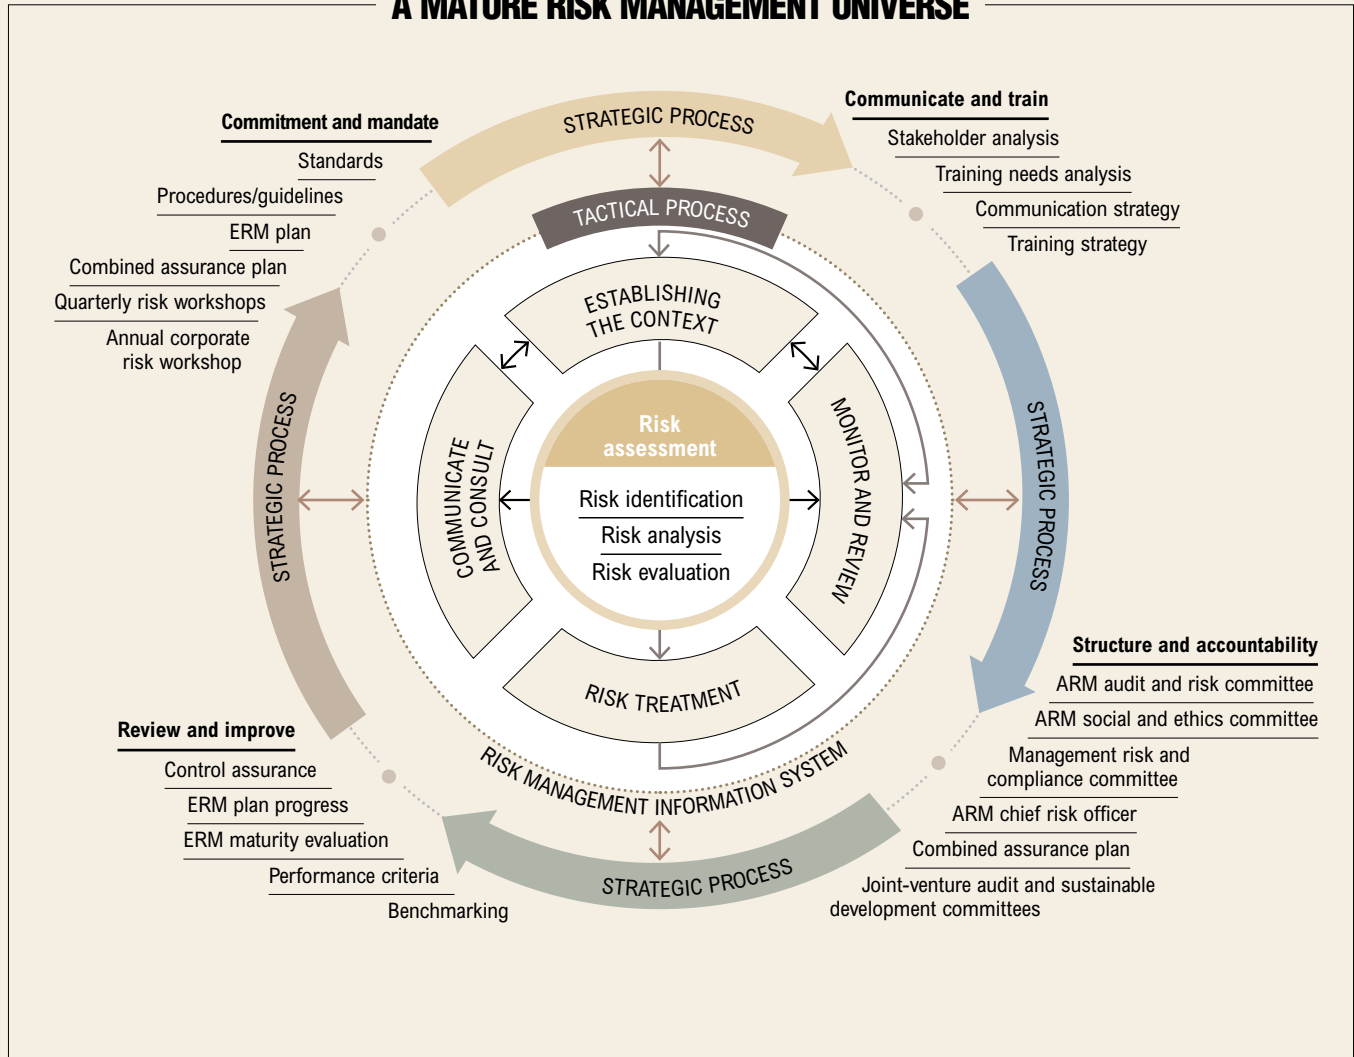 A MATURE RISK MANAGEMENT UNIVERSE
Commitment and mandate
Standards
Procedures/guidelines
ERM plan
Combined assurance plan
Quarterly risk workshops
Annual corporate
risk workshop
STRATEGIC PROCESS
Communicate and train
Stakeholder analysis
Training needs analysis
Communication strategy
Training strategy
TACTICAL PROCESS
ESTABLISHING
THE CONTEXT
STRATEGIC PROCESS
COMMUNICATE
AND CONSULT
Risk
assessment
Risk identification
Risk analysis
Risk evaluation
MONITOR AND REVIEW
STRATEGIC PROCESS
RISK TREATMENT
RISK MANAGEMENT INFORMATION SYSTEM
Structure and accountability
ARM audit and risk committee
ARM social and ethics committee
Management risk and
compliance committee
ARM chief risk officer
Combined assurance plan
Joint-venture audit and sustainable
development committees
Review and improve
Control assurance
ERM plan progress
ERM maturity evaluation
Performance criteria
Benchmarking
STRATEGIC PROCESS